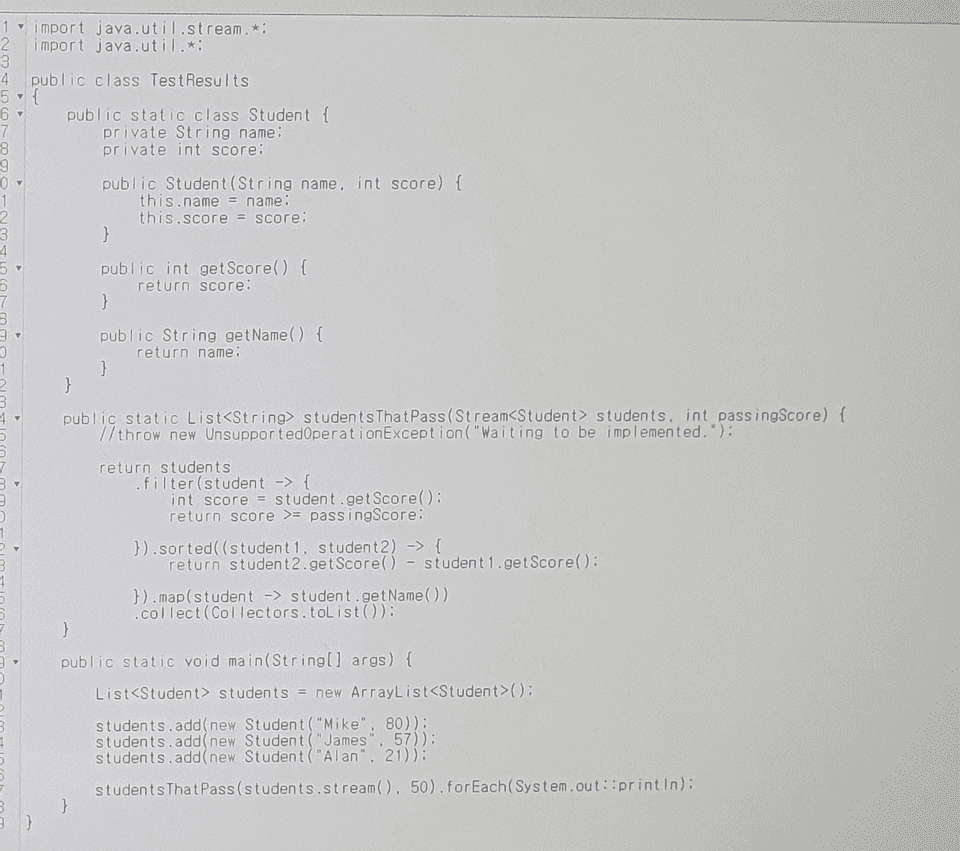 1 import java.util.stream.*;
2 import java.util.*;
3
4 public class TestResults
5 {
6 public static class Student {
7 private String name;
8 private int score;
9
0 public Student(String name, int score) {
1 this.name = name;
2 this.score = score;
3 }
4
5 public int getScore() {
6 return score;
7 }
8
9 public String getName() {
0 return name;
1 }
2 }
3
4 public static List<String> studentsThatPass(Stream<Student> students, int passingScore) {
5 //throw new UnsupportedOperationException("Waiting to be implemented.");
6
7 return students
8 .filter(student -> {
9 int score = student.getScore();
0 return score >= passingScore;
1
2 }).sorted((student1, student2) -> {
3 return student2.getScore() - student1.getScore();
4
5 }).map(student -> student.getName())
6 .collect(Collectors.toList());
7 }
8
9 public static void main(String[] args) {
0
1 List<Student> students = new ArrayList<Student>();
2
3 students.add(new Student("Mike", 80));
4 students.add(new Student("James", 57));
5 students.add(new Student("Alan", 21));
6
7 studentsThatPass(students.stream(), 50).forEach(System.out::println);
8 }
9 }